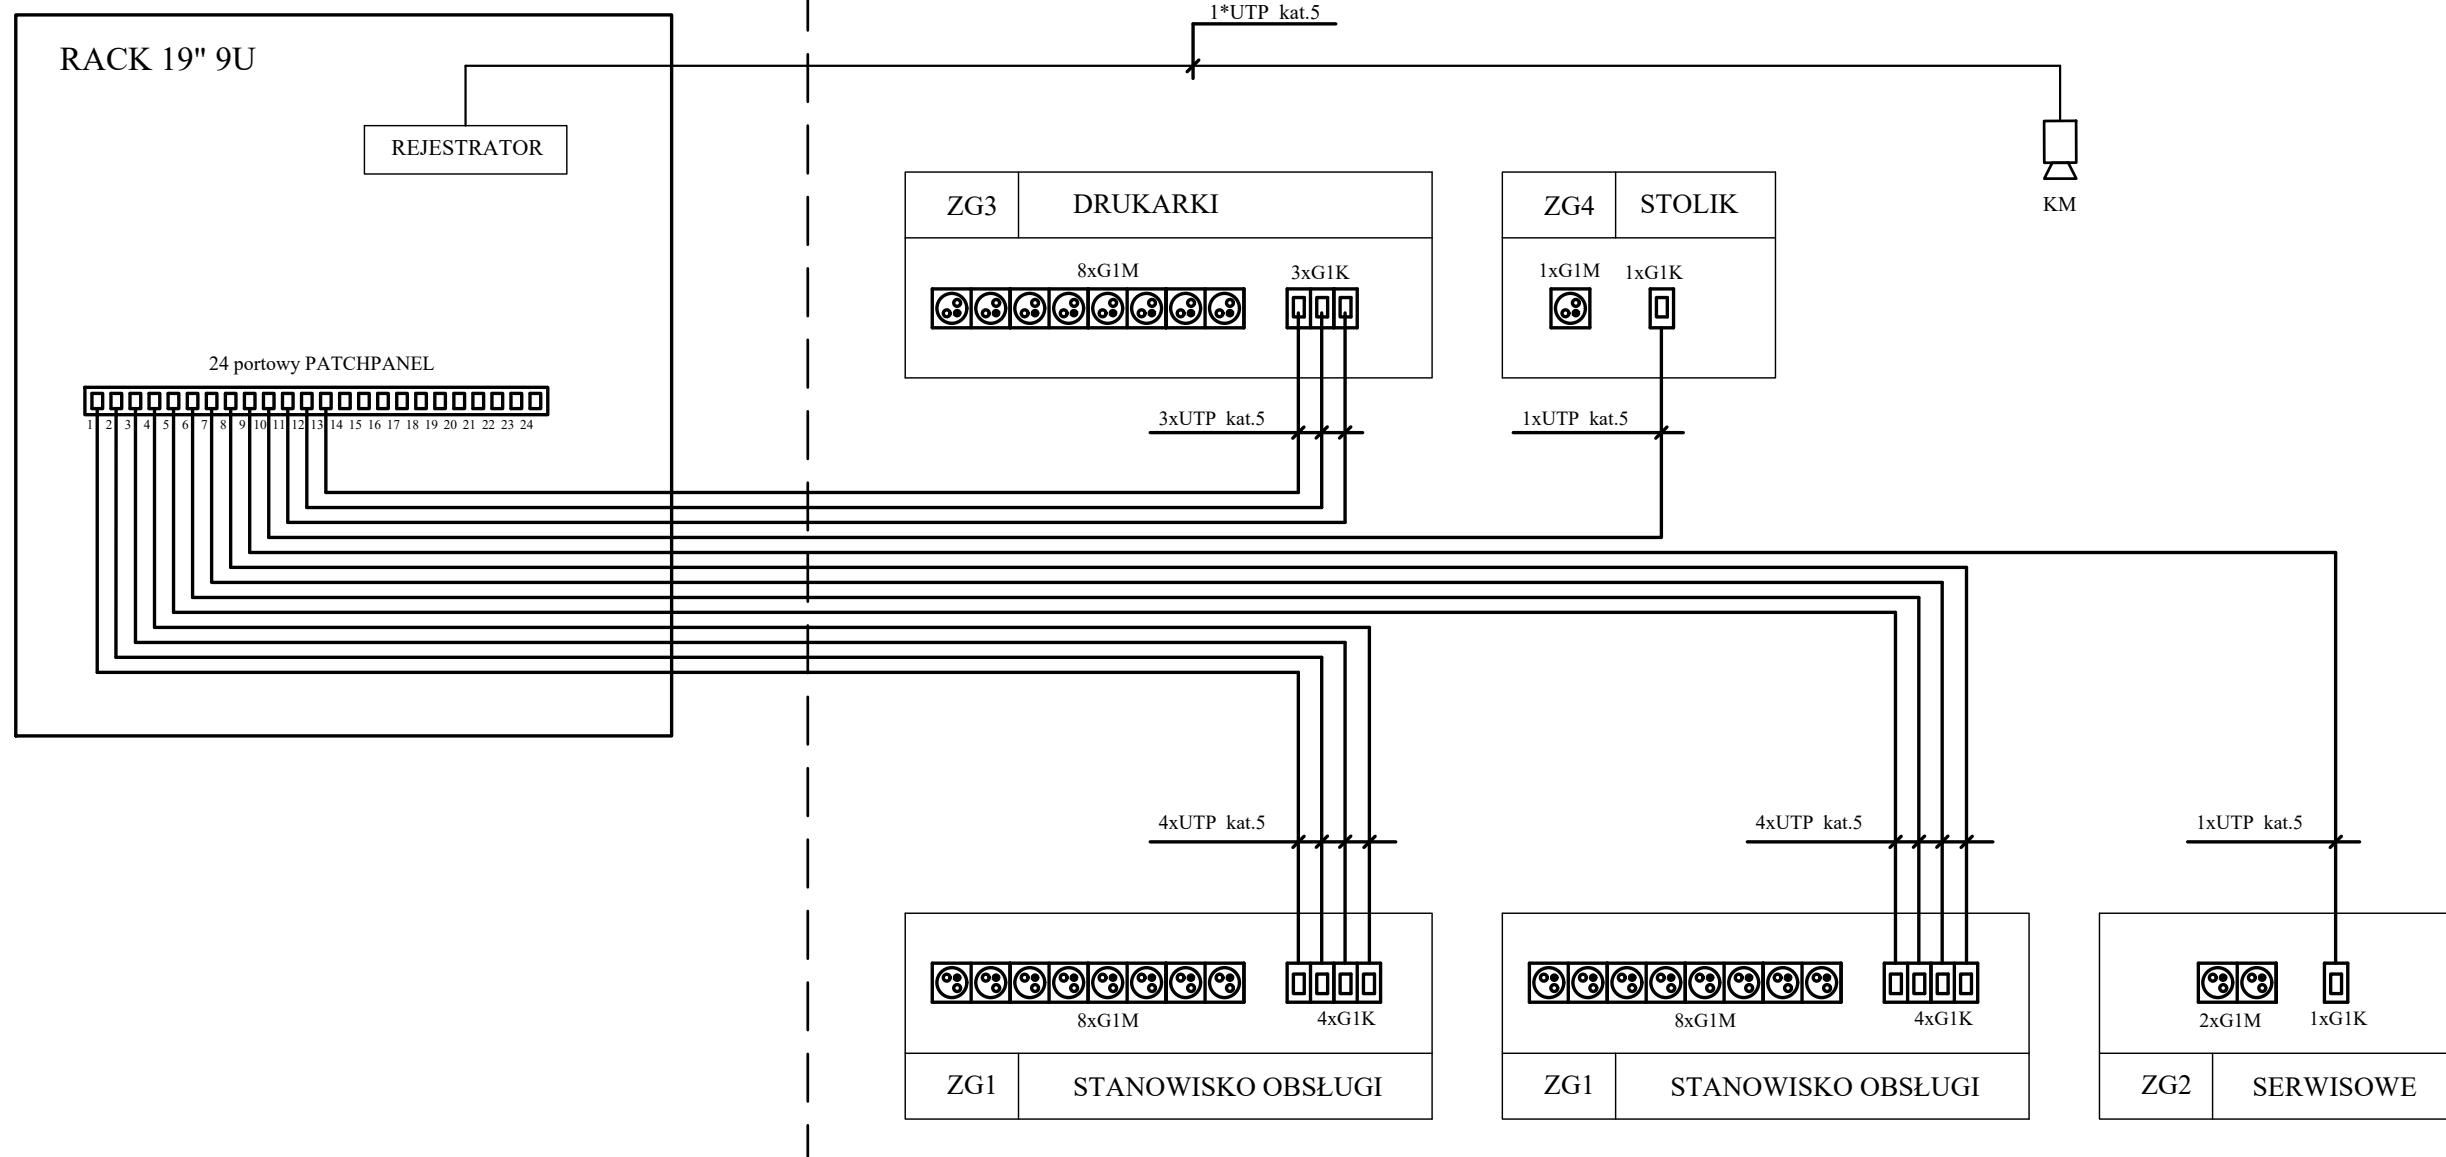 1*UTP kat.5
RACK 19" 9U
REJESTRATOR
KM
ZG3 DRUKARKI
8xG1M 3xG1K
ZG4 STOLIK
1xG1M 1xG1K
24 portowy PATCHPANEL
1 2 3 4 5 6 7 8 9 10 11 12 13 14 15 16 17 18 19 20 21 22 23 24
3xUTP kat.5
1xUTP kat.5
4xUTP kat.5
4xUTP kat.5
1xUTP kat.5
8xG1M 4xG1K
ZG1 STANOWISKO OBSŁUGI
8xG1M 4xG1K
ZG1 STANOWISKO OBSŁUGI
2xG1M 1xG1K
ZG2 SERWISOWE